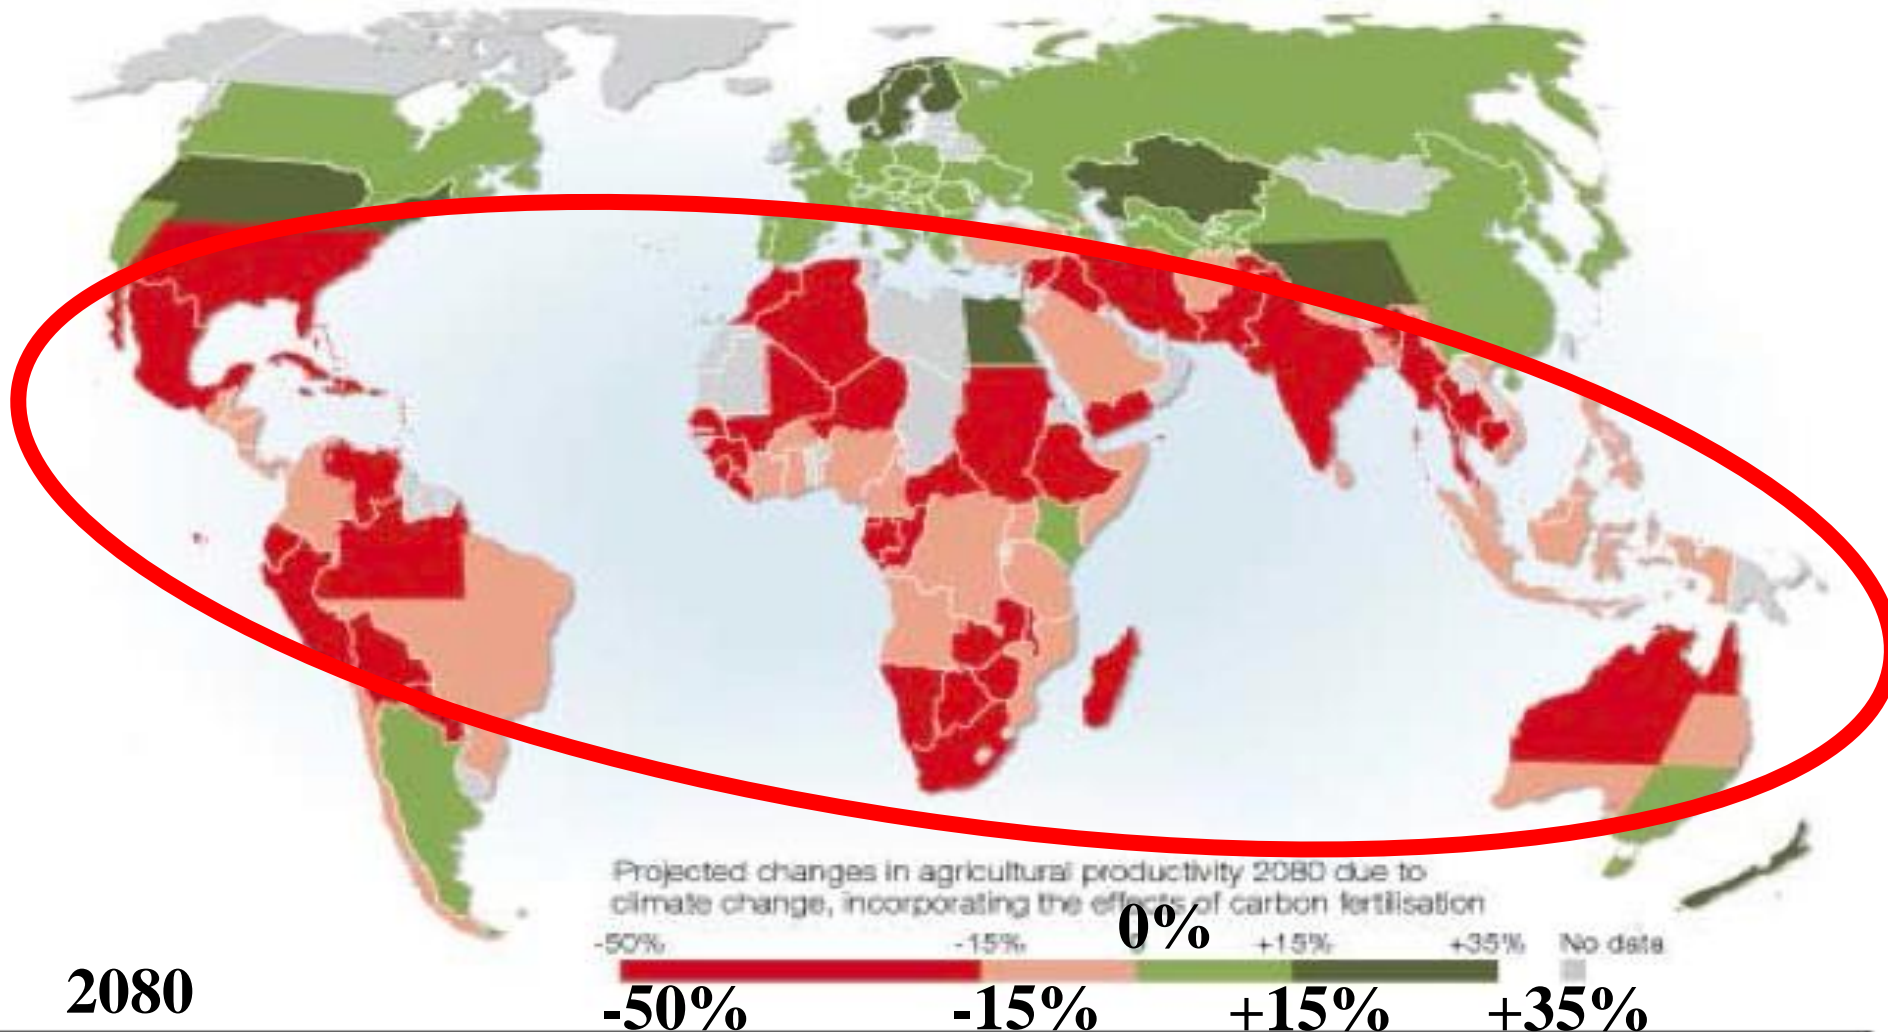 Projected changes in agricultural productivity 2080 due to
climate change, incorporating the effects of carbon fertilisation
0%
-50% -15% +15% +35% No data
2080
-50% -15% +15% +35%